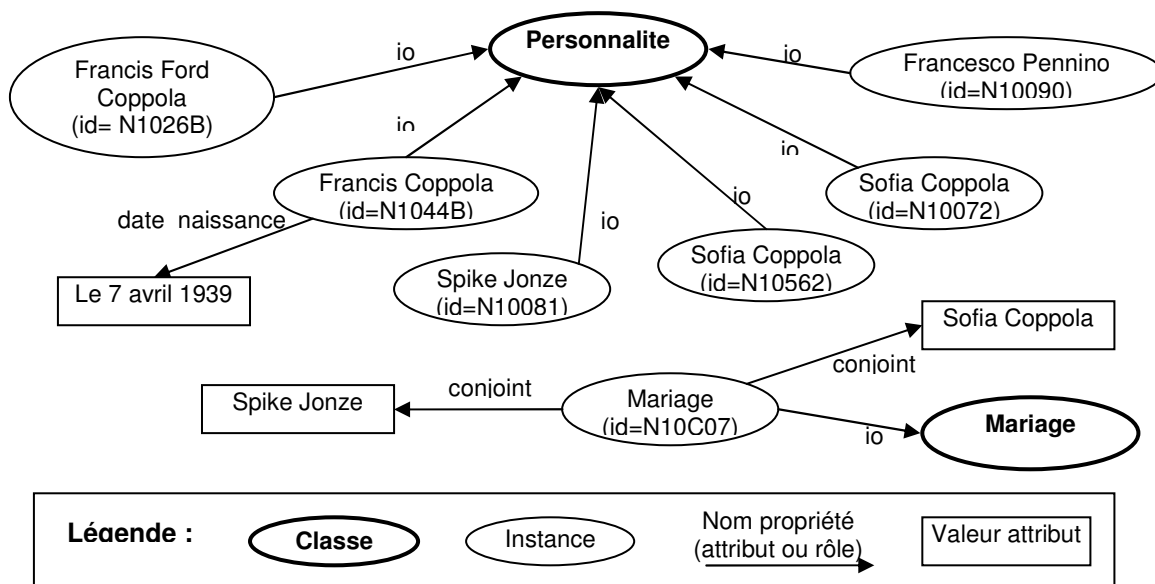 Personnalite
io
io
Francis Ford
Coppola
(id= N1026B)
Francesco Pennino
(id=N10090)
io
io
Francis Coppola
(id=N1044B)
Sofia Coppola
(id=N10072)
date naissance
io
io
Le 7 avril 1939
Spike Jonze
(id=N10081)
Sofia Coppola
(id=N10562)
Sofia Coppola
conjoint
conjoint
Spike Jonze
Mariage
(id=N10C07)
Mariage
io
Légende :
Classe
Instance
Nom propriété
(attribut ou rôle)
Valeur attribut